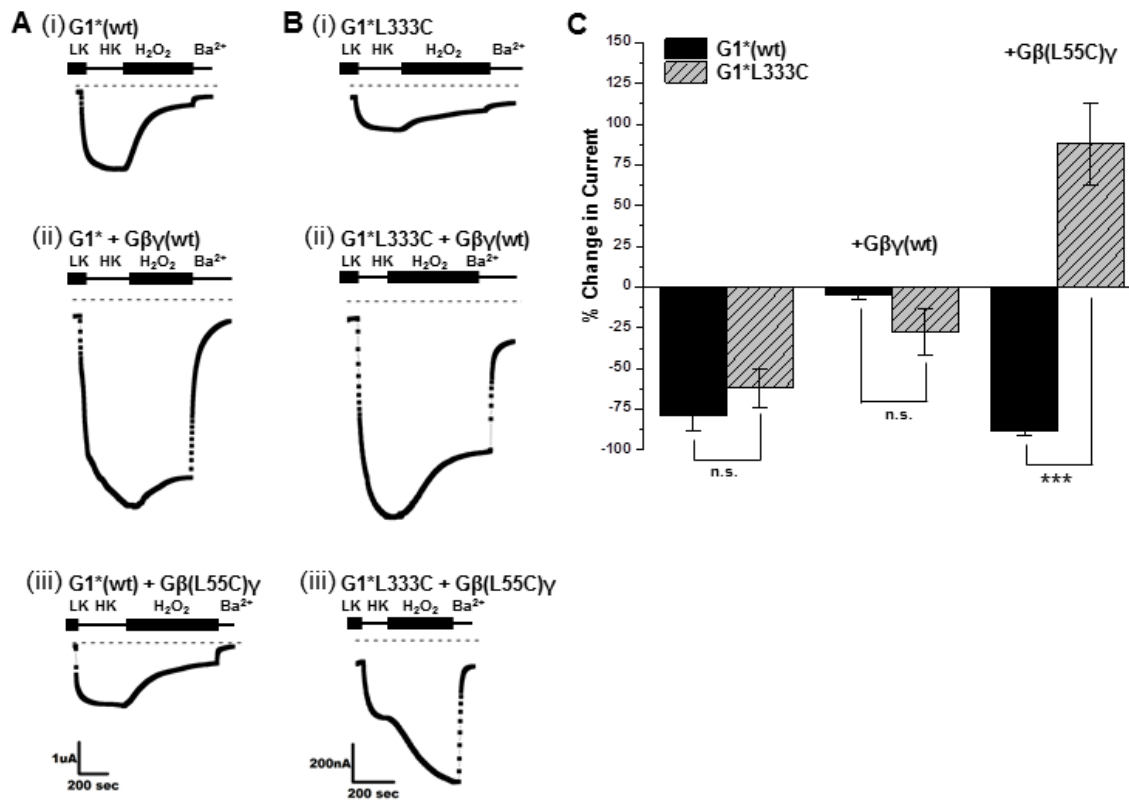 A (i) G1*(wt)
LK HK H₂O₂ Ba²⁺
(ii) G1* + Gβγ(wt)
LK HK H₂O₂ Ba²⁺
(iii) G1*(wt) + Gβ(L55C)γ
LK HK H₂O₂ Ba²⁺
1uA
200 sec
B (i) G1*L333C
LK HK H₂O₂ Ba²⁺
(ii) G1*L333C + Gβγ(wt)
LK HK H₂O₂ Ba²⁺
(iii) G1*L333C + Gβ(L55C)γ
LK HK H₂O₂ Ba²⁺
200nA
200 sec
C
% Change in Current
150
125
100
75
50
25
0
-25
-50
-75
-100
G1*(wt)
G1*L333C
+Gβ(L55C)γ
+Gβγ(wt)
n.s.
n.s.
***